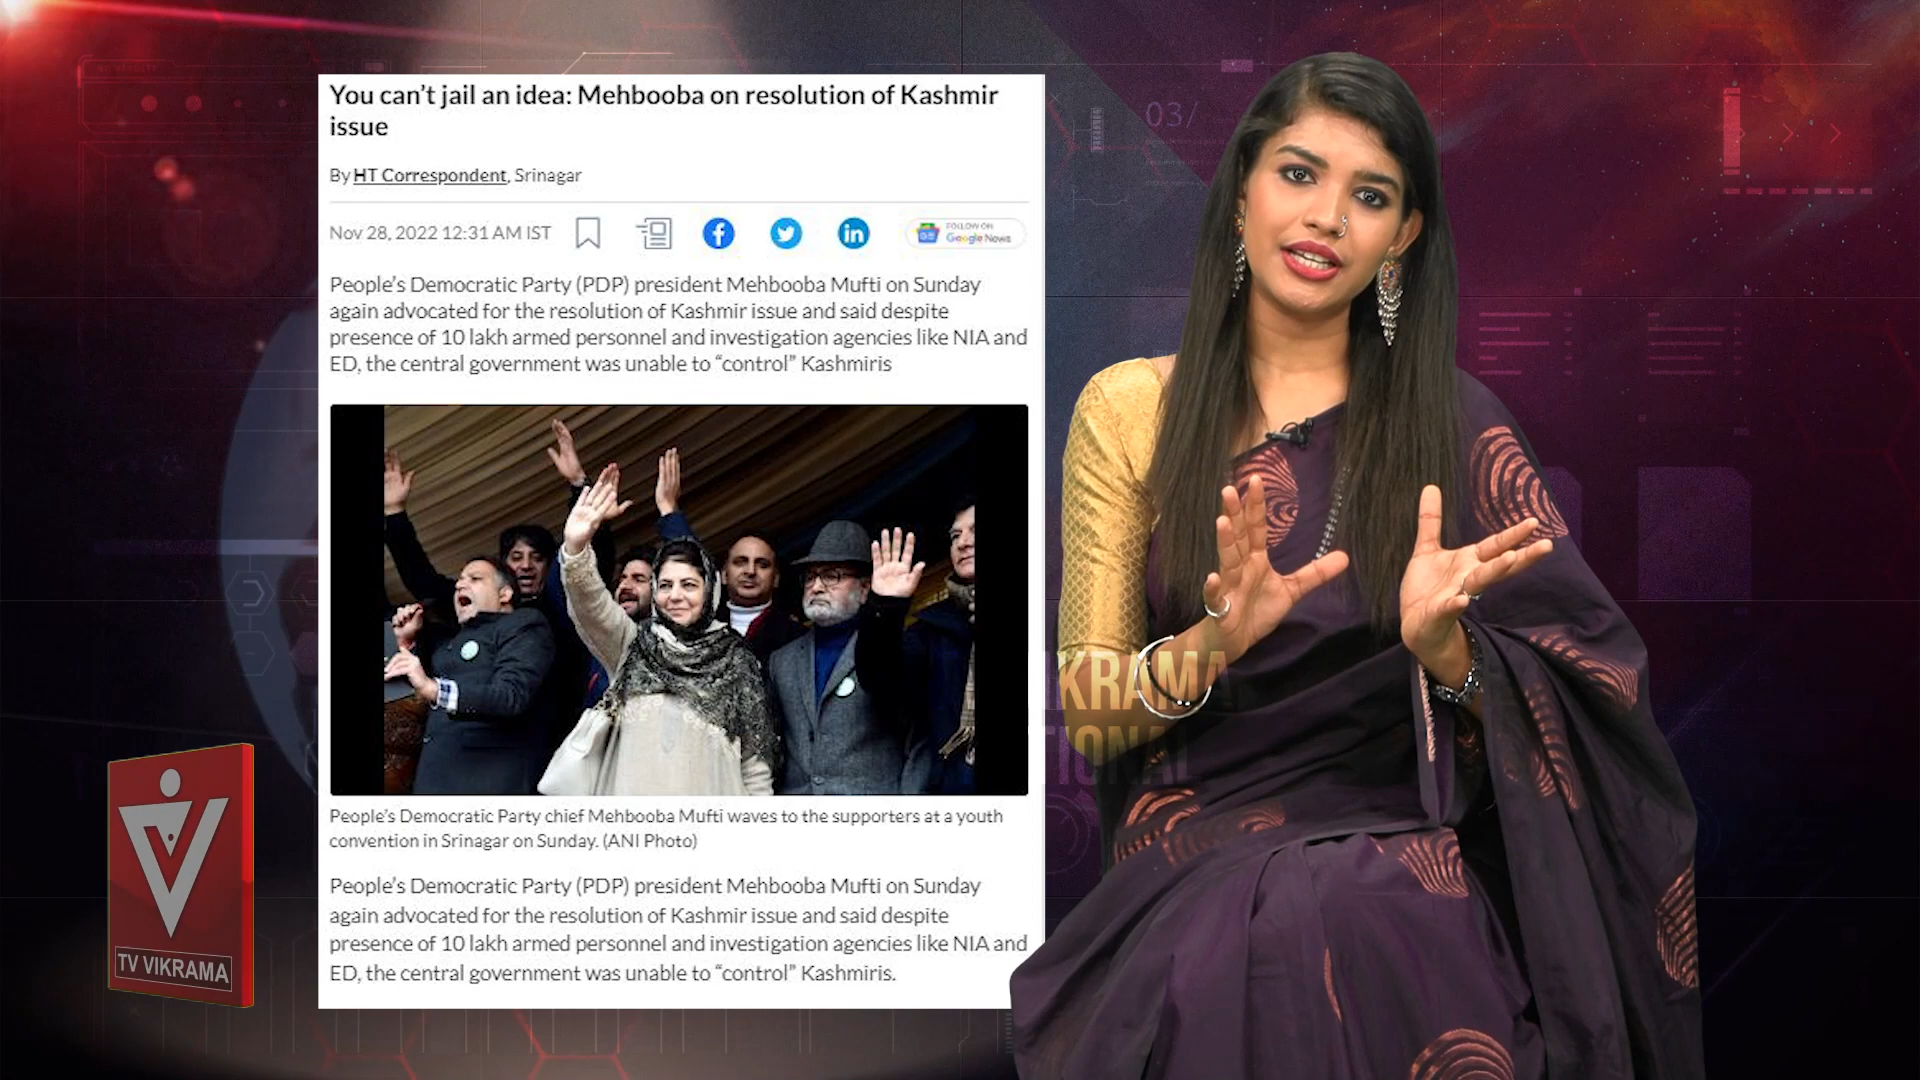 You can't jail an idea: Mehbooba on resolution of Kashmir
issue
By HT Correspondent, Srinagar
Nov 28, 2022 12:31 AM IST
FOLLOW ON
Google News
People's Democratic Party (PDP) president Mehbooba Mufti on Sunday
again advocated for the resolution of Kashmir issue and said despite
presence of 10 lakh armed personnel and investigation agencies like NIA and
ED, the central government was unable to “control” Kashmiris
People's Democratic Party chief Mehbooba Mufti waves to the supporters at a youth
convention in Srinagar on Sunday. (ANI Photo)
People's Democratic Party (PDP) president Mehbooba Mufti on Sunday
again advocated for the resolution of Kashmir issue and said despite
presence of 10 lakh armed personnel and investigation agencies like NIA and
ED, the central government was unable to “control” Kashmiris.
03/
IKRAMA
TIONAL
TV VIKRAMA